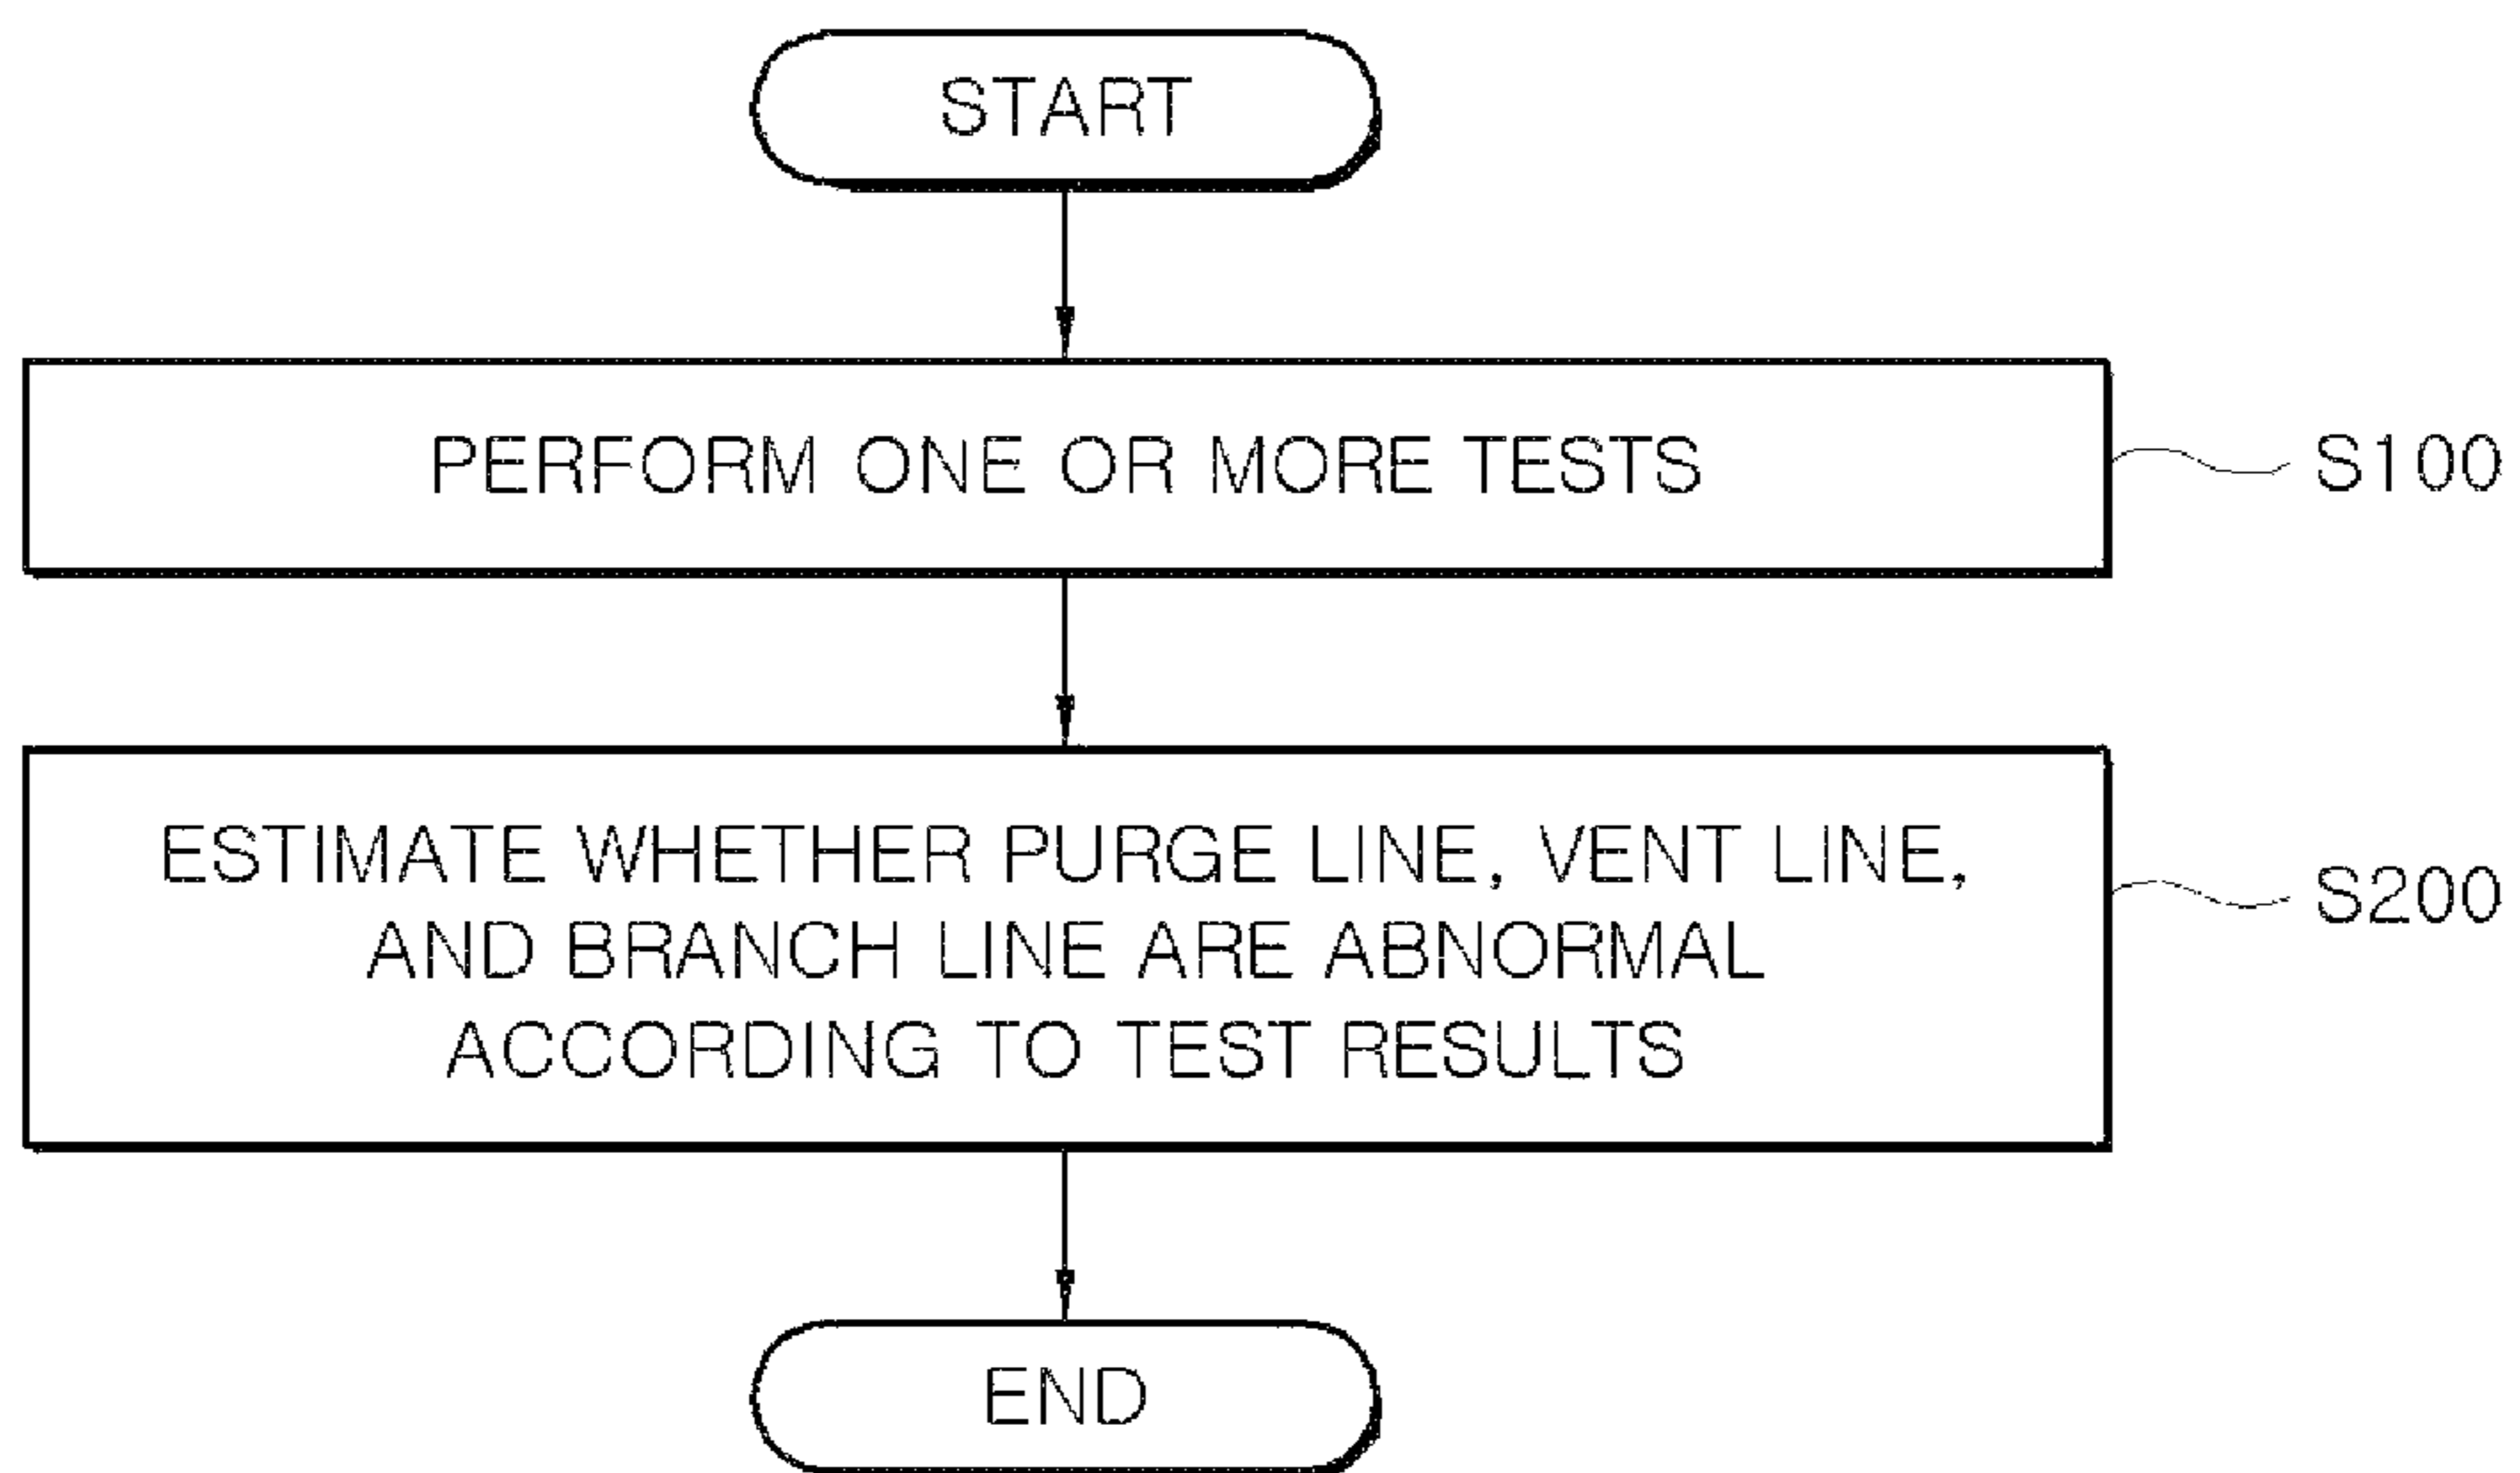 START
PERFORM ONE OR MORE TESTS
S100
ESTIMATE WHETHER PURGE LINE, VENT LINE,
AND BRANCH LINE ARE ABNORMAL
ACCORDING TO TEST RESULTS
S200
END